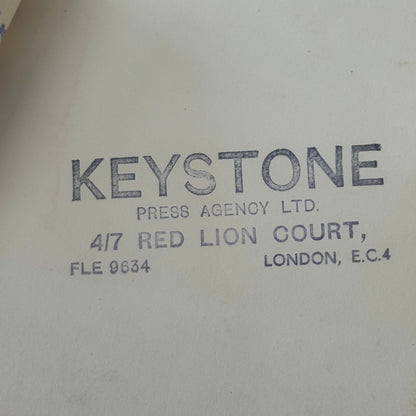 KEYSTONE
PRESS AGENCY LTD.
4/7 RED LION COURT,
FLE 9634 LONDON, E.C.4